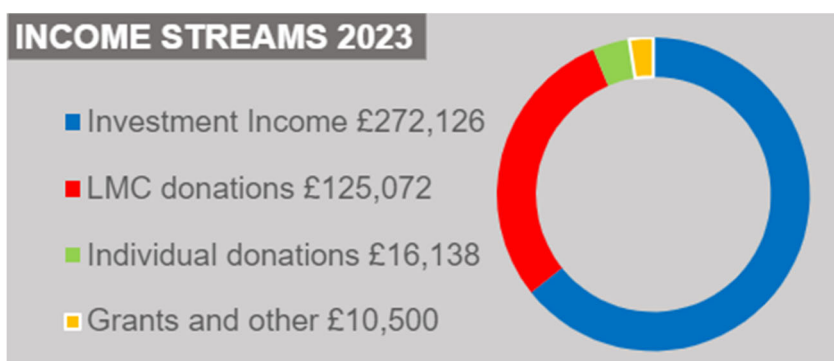 INCOME STREAMS 2023
Investment Income £272,126
LMC donations £125,072
Individual donations £16,138
Grants and other £10,500